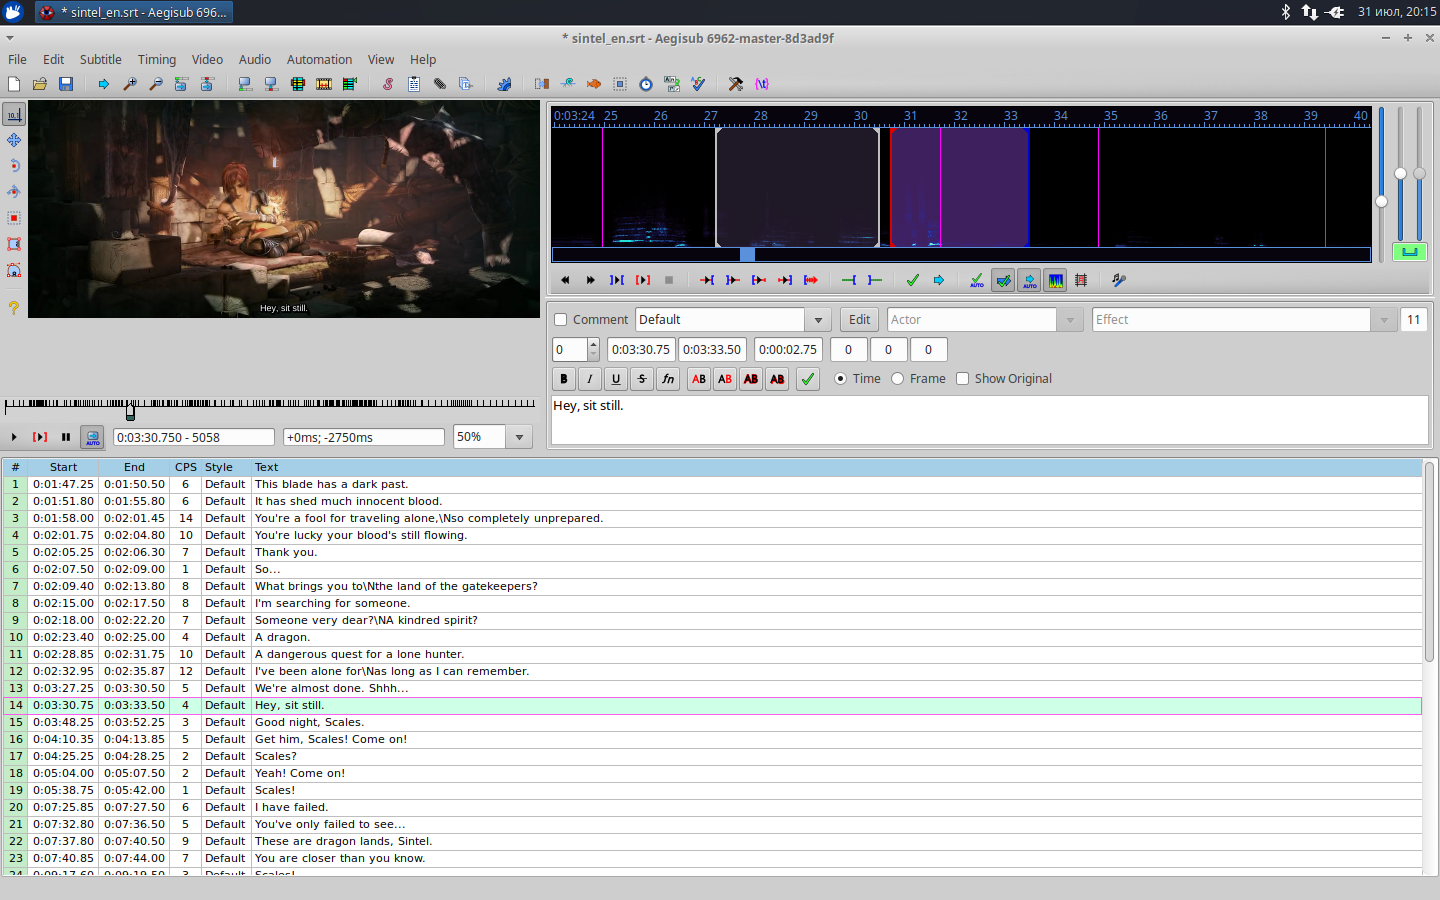 * sintel_en.srt - Aegisub 696... 31 июл, 20:15
* sintel_en.srt - Aegisub 6962-master-8d3ad9f
File Edit Subtitle Timing Video Audio Automation View Help
0:03:24 25 26 27 28 29 30 31 32 33 34 35 36 37 38 39 40
Hey, sit still.
Comment Default Edit Actor Effect 11
0 0:03:30.75 0:03:33.50 0:00:02.75 0 0 0
B I U S fn AB AB AB AB Time Frame Show Original
Hey, sit still.
AUTO 0:03:30.750 - 5058 +0ms; -2750ms 50%
# Start End CPS Style Text
1 0:01:47.25 0:01:50.50 6 Default This blade has a dark past.
2 0:01:51.80 0:01:55.80 6 Default It has shed much innocent blood.
3 0:01:58.00 0:02:01.45 14 Default You're a fool for traveling alone,\Nso completely unprepared.
4 0:02:01.75 0:02:04.80 10 Default You're lucky your blood's still flowing.
5 0:02:05.25 0:02:06.30 7 Default Thank you.
6 0:02:07.50 0:02:09.00 1 Default So...
7 0:02:09.40 0:02:13.80 8 Default What brings you to\Nthe land of the gatekeepers?
8 0:02:15.00 0:02:17.50 8 Default I'm searching for someone.
9 0:02:18.00 0:02:22.20 7 Default Someone very dear?\NA kindred spirit?
10 0:02:23.40 0:02:25.00 4 Default A dragon.
11 0:02:28.85 0:02:31.75 10 Default A dangerous quest for a lone hunter.
12 0:02:32.95 0:02:35.87 12 Default I've been alone for\Nas long as I can remember.
13 0:03:27.25 0:03:30.50 5 Default We're almost done. Shhh...
14 0:03:30.75 0:03:33.50 4 Default Hey, sit still.
15 0:03:48.25 0:03:52.25 3 Default Good night, Scales.
16 0:04:10.35 0:04:13.85 5 Default Get him, Scales! Come on!
17 0:04:25.25 0:04:28.25 2 Default Scales?
18 0:05:04.00 0:05:07.50 2 Default Yeah! Come on!
19 0:05:38.75 0:05:42.00 1 Default Scales!
20 0:07:25.85 0:07:27.50 6 Default I have failed.
21 0:07:32.80 0:07:36.50 5 Default You've only failed to see...
22 0:07:37.80 0:07:40.50 9 Default These are dragon lands, Sintel.
23 0:07:40.85 0:07:44.00 7 Default You are closer than you know.
24 0:09:17.60 0:09:19.50 3 Default Scales!